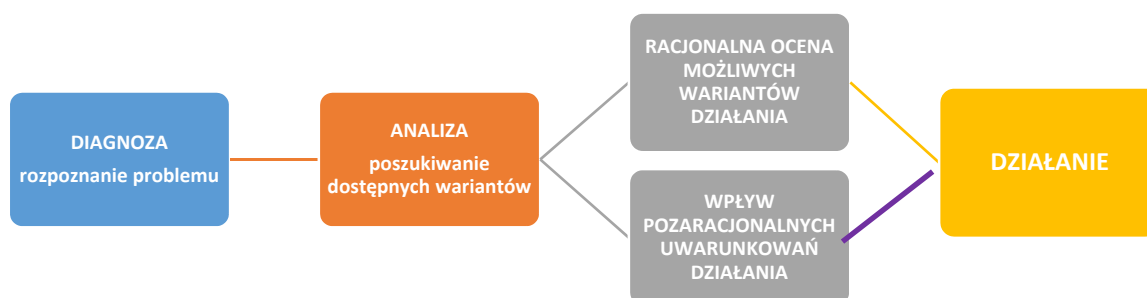 DIAGNOZA
rozpoznanie problemu
ANALIZA
poszukiwanie
dostępnych wariantów
RACJONALNA OCENA
MOŻLIWYCH
WARIANTÓW
DZIAŁANIA
WPŁYW
POZARACJONALNYCH
UWARUNKOWAŃ
DZIAŁANIA
DZIAŁANIE